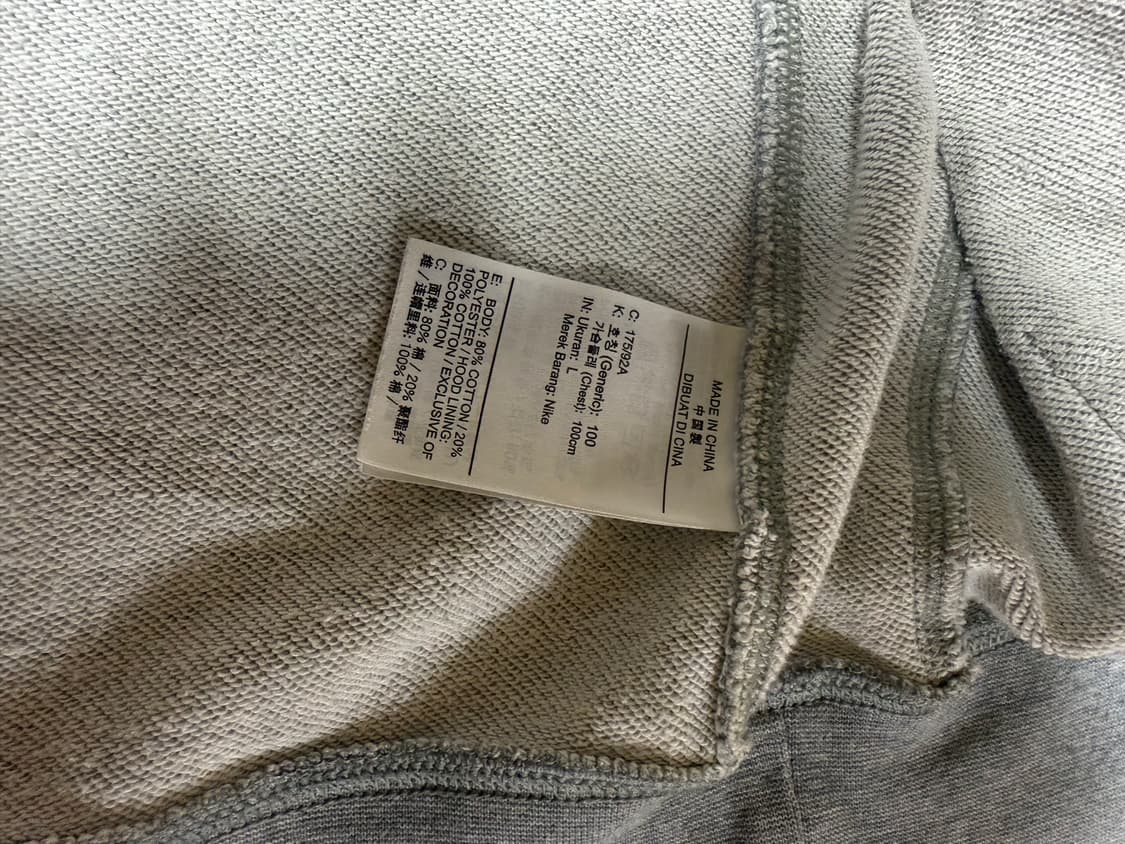 MADE IN CHINA
中国製
DIBUAT DI CINA
C: 175/92A
K: 호칭 (Generic): 100
가슴둘레 (Chest): 100cm
IN: Ukuran: L
Merek Barang: Nike
E: BODY: 80% COTTON / 20%
POLYESTER / HOOD LINING:
100% COTTON / EXCLUSIVE OF
DECORATION
C: 面料: 80% 棉 / 20% 聚酯纤
维 / 连帽里料: 100% 棉 /